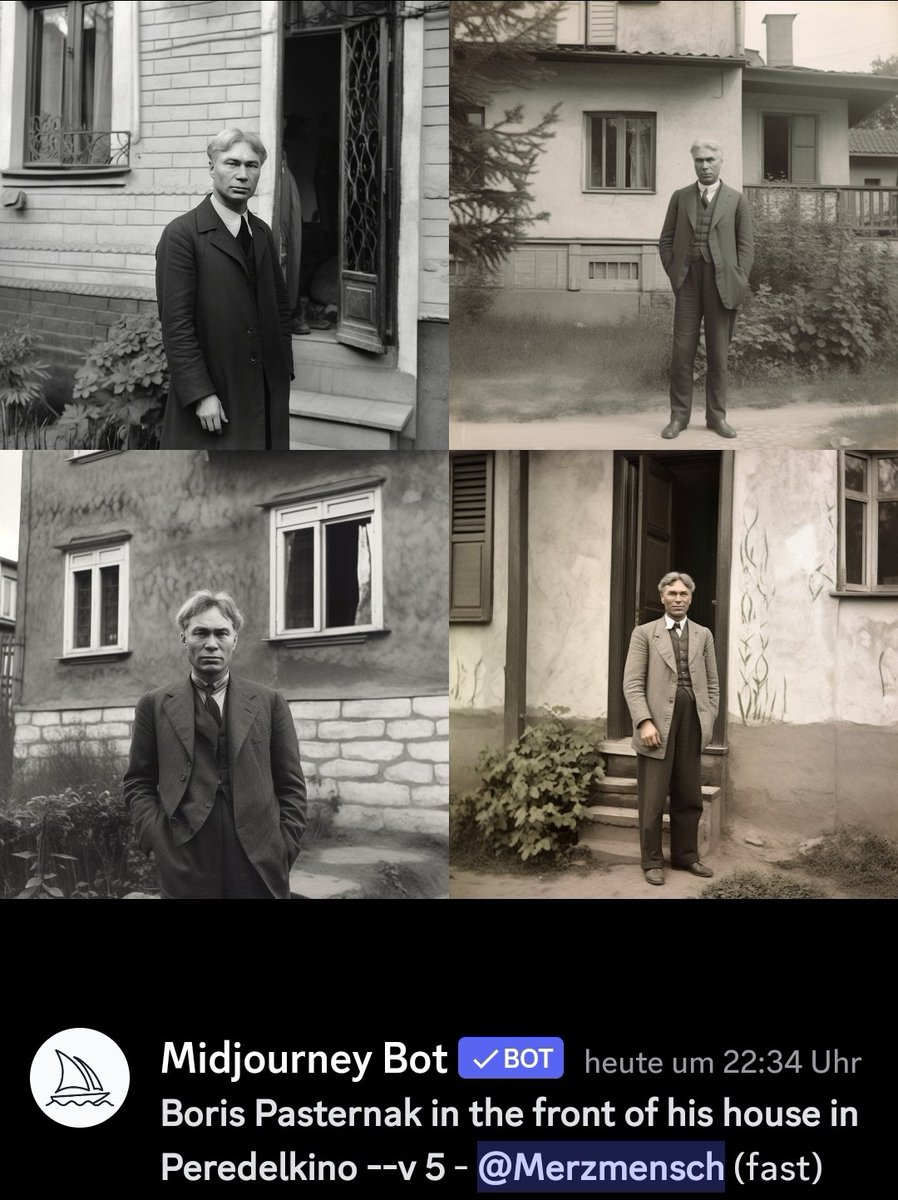 Midjourney Bot ✓BOT heute um 22:34 Uhr
Boris Pasternak in the front of his house in
Peredelkino --v 5 - @Merzmensch (fast)